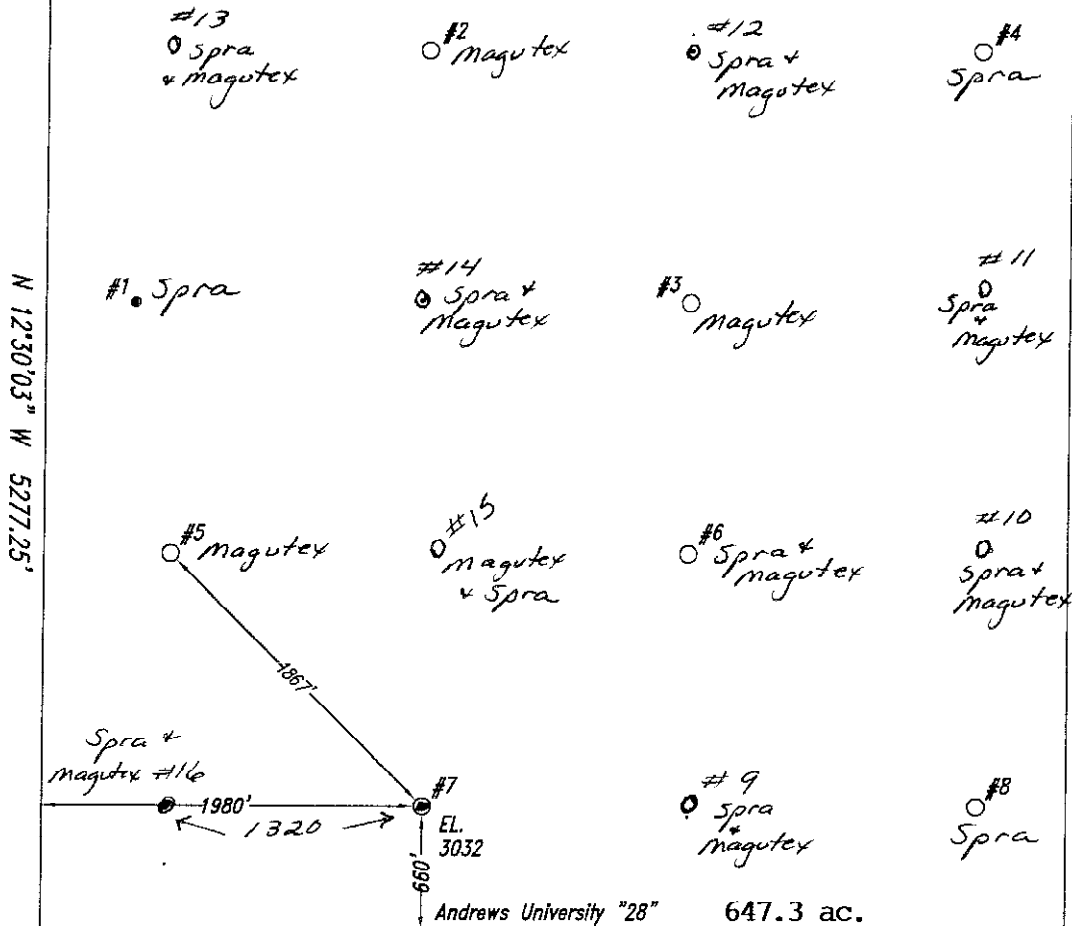 #13
Spra
& magutex
#2
magutex
#12
Spra &
Magutex
#4
Spra
#1 Spra
#14
Spra &
Magutex
#3
Magutex
#11
Spra
&
Magutex
N 12°30'03" W 5277.25'
#5 magutex
#15
magutex
& Spra
#6
Spra &
magutex
#10
Spra &
magutex
1867'
Spra &
magutex #16
1980'
1320
#7
EL.
3032
660'
#9
Spra
&
Magutex
#8
Spra
Andrews University "28" 647.3 ac.